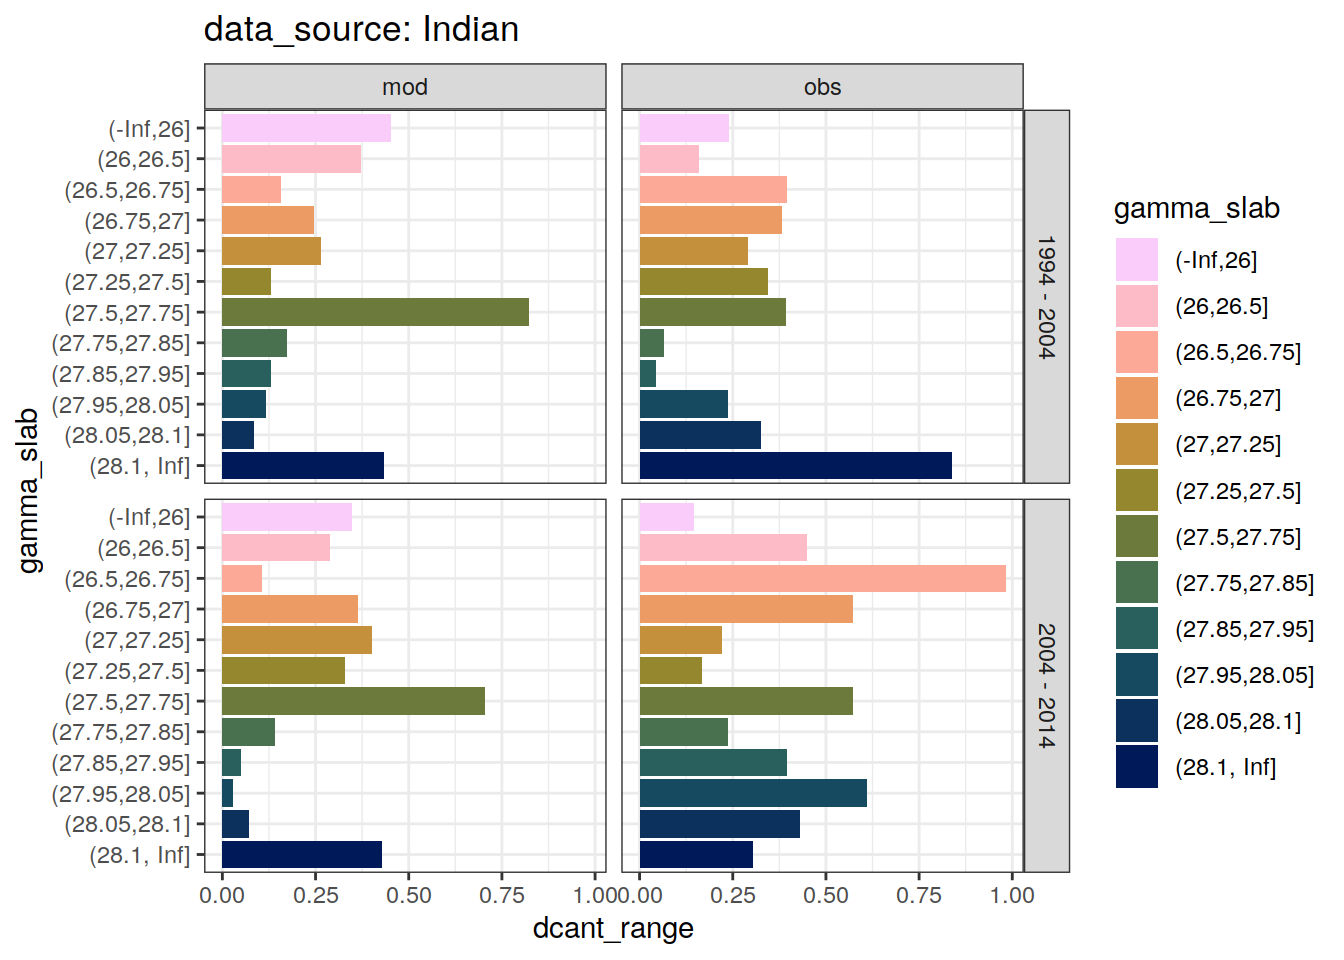 data_source: Indian
mod
obs
(-Inf,26]
(26,26.5]
(26.5,26.75]
(26.75,27]
(27,27.25]
(27.25,27.5]
(27.5,27.75]
(27.75,27.85]
(27.85,27.95]
(27.95,28.05]
(28.05,28.1]
(28.1, Inf]
1994 - 2004
(-Inf,26]
(26,26.5]
(26.5,26.75]
(26.75,27]
(27,27.25]
(27.25,27.5]
(27.5,27.75]
(27.75,27.85]
(27.85,27.95]
(27.95,28.05]
(28.05,28.1]
(28.1, Inf]
2004 - 2014
gamma_slab
0.00 0.25 0.50 0.75 1.00
0.00 0.25 0.50 0.75 1.00
dcant_range
gamma_slab
(-Inf,26]
(26,26.5]
(26.5,26.75]
(26.75,27]
(27,27.25]
(27.25,27.5]
(27.5,27.75]
(27.75,27.85]
(27.85,27.95]
(27.95,28.05]
(28.05,28.1]
(28.1, Inf]